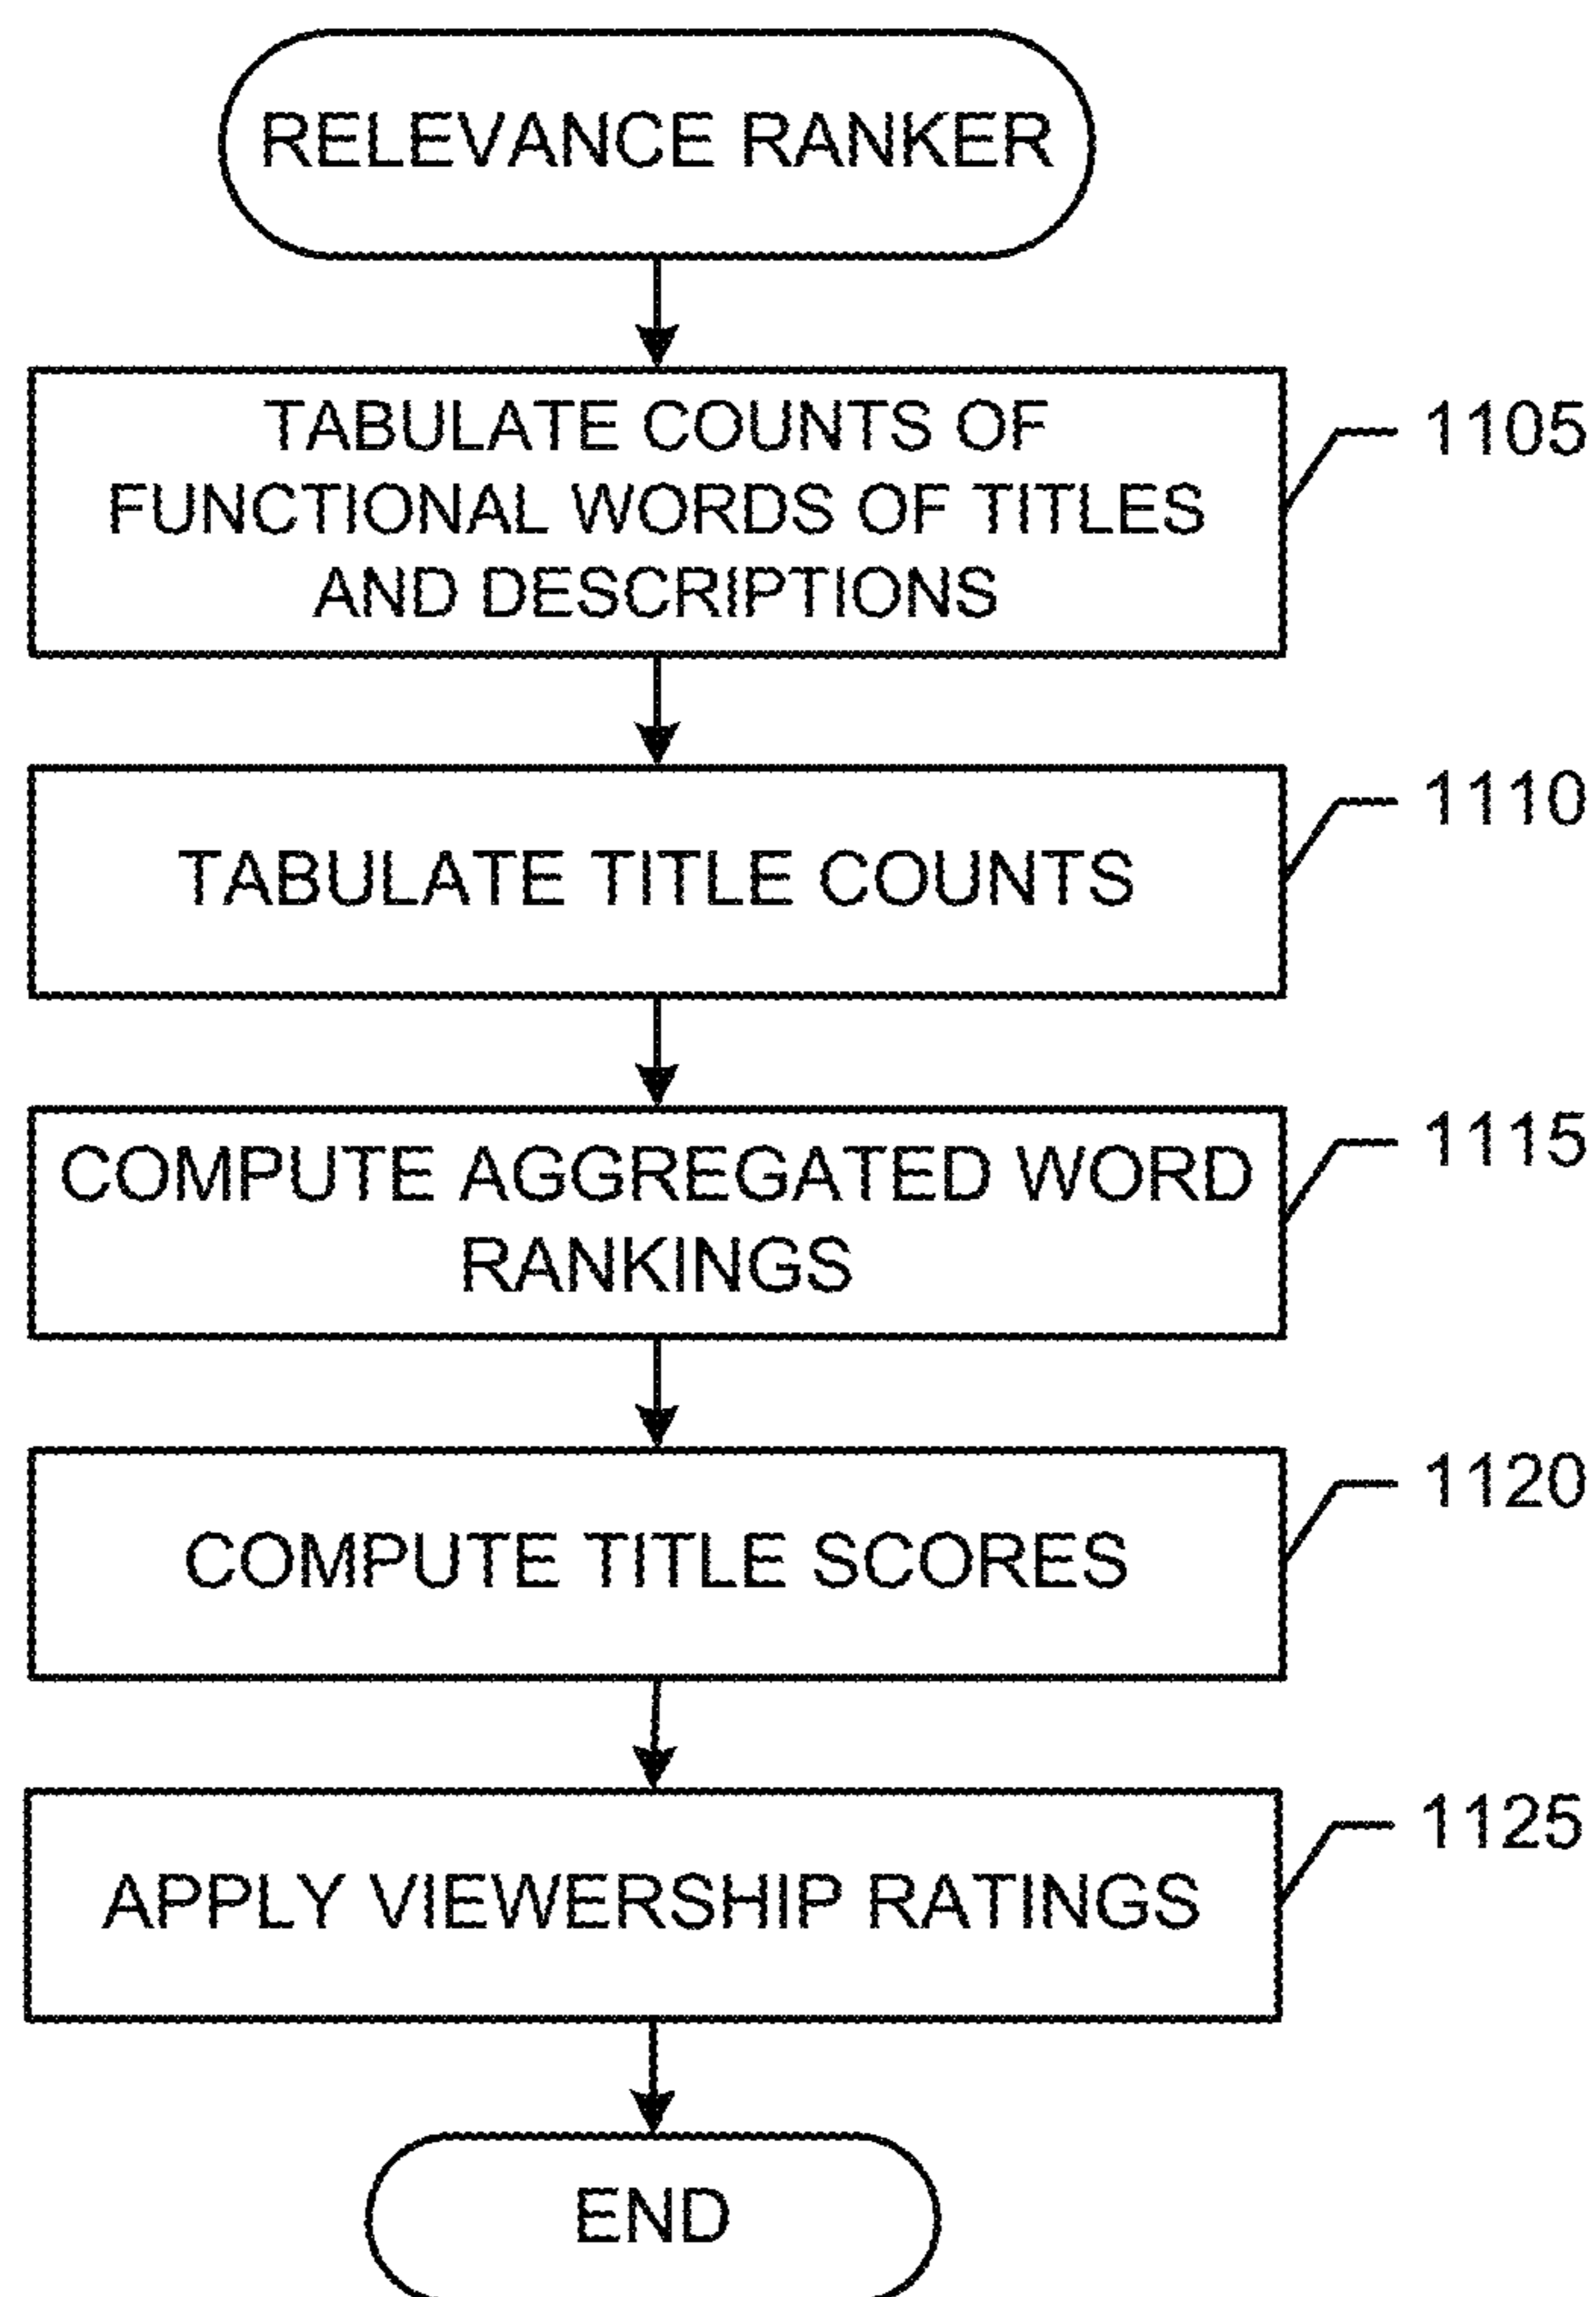 RELEVANCE RANKER
TABULATE COUNTS OF
FUNCTIONAL WORDS OF TITLES
AND DESCRIPTIONS
1105
TABULATE TITLE COUNTS
1110
COMPUTE AGGREGATED WORD
RANKINGS
1115
COMPUTE TITLE SCORES
1120
APPLY VIEWERSHIP RATINGS
1125
END